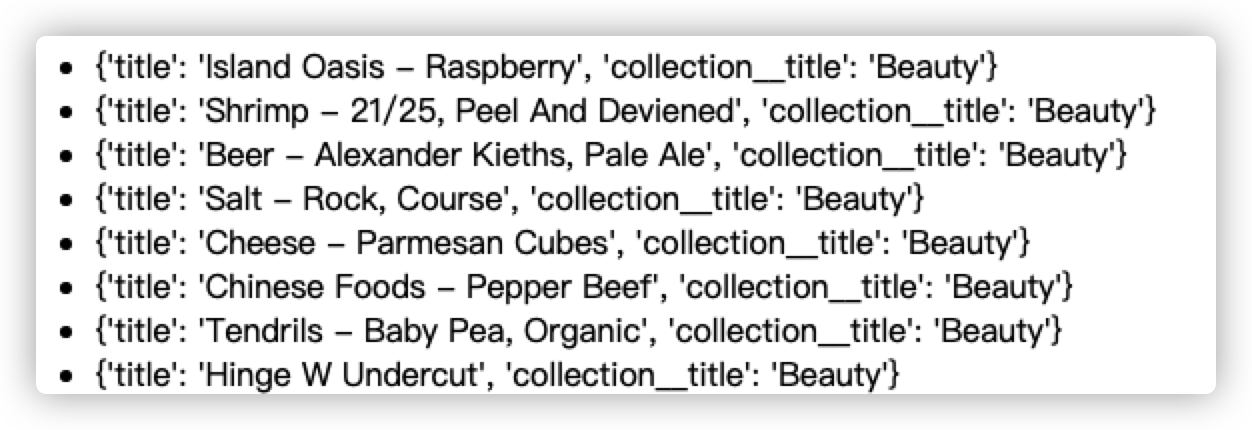 • {'title': 'Island Oasis – Raspberry', 'collection__title': 'Beauty'}
• {'title': 'Shrimp – 21/25, Peel And Deviened', 'collection__title': 'Beauty'}
• {'title': 'Beer – Alexander Kieths, Pale Ale', 'collection__title': 'Beauty'}
• {'title': 'Salt – Rock, Course', 'collection__title': 'Beauty'}
• {'title': 'Cheese – Parmesan Cubes', 'collection__title': 'Beauty'}
• {'title': 'Chinese Foods – Pepper Beef', 'collection__title': 'Beauty'}
• {'title': 'Tendrils – Baby Pea, Organic', 'collection__title': 'Beauty'}
• {'title': 'Hinge W Undercut', 'collection__title': 'Beauty'}